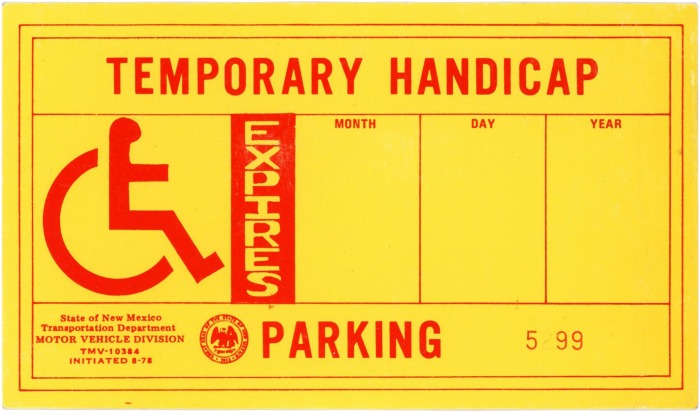 TEMPORARY HANDICAP
EXPIRES
MONTH DAY YEAR
State of New Mexico
Transportation Department
MOTOR VEHICLE DIVISION
TMV-10384
INITIATED 8-78
PARKING
5 99